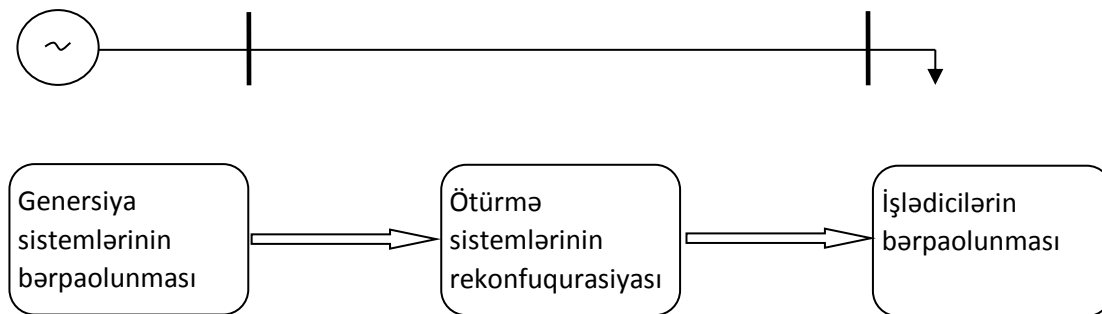 Genersiya
sistemlərinin
bərpaolunması
Ötürmə
sistemlərinin
rekonfuqurasiyası
İşlədicilərin
bərpaolunması